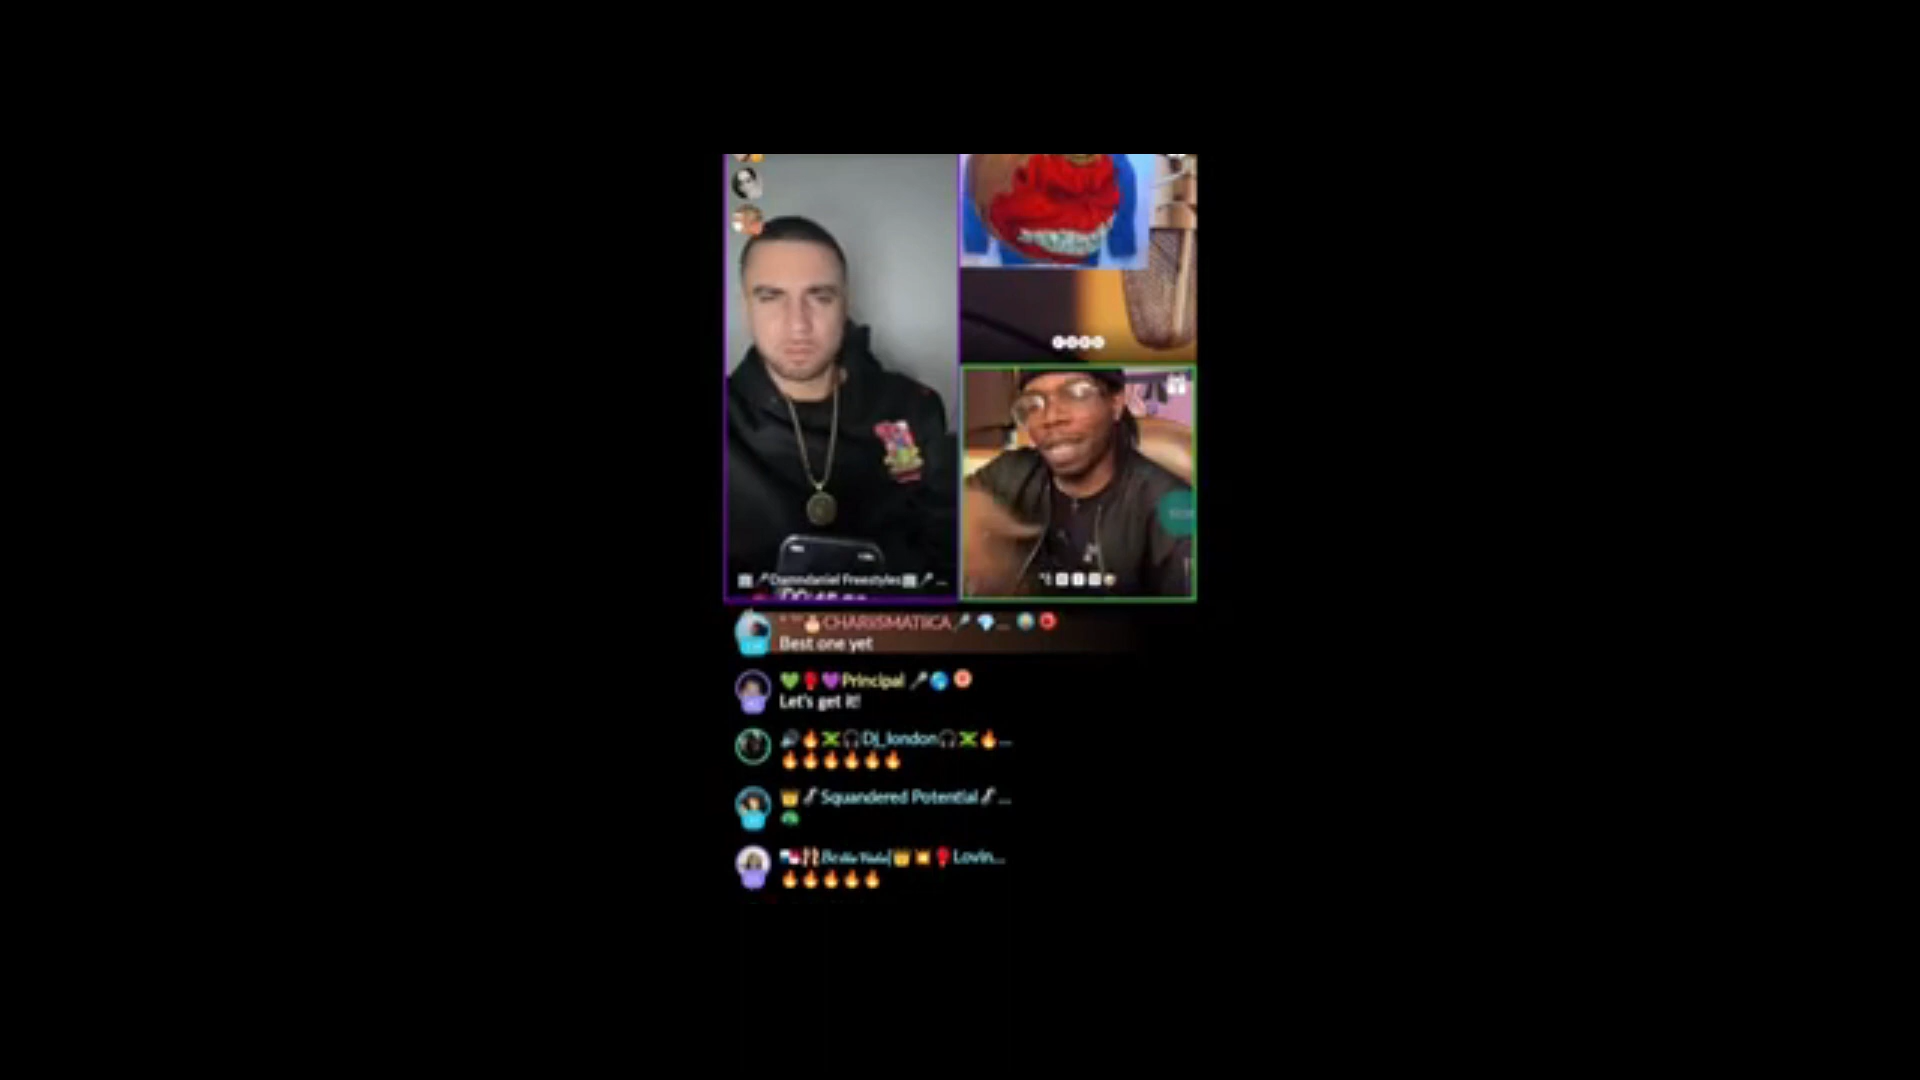 Damndaniel Freestyles
CHARISMATICA
Best one yet
Principal
Let's get it!
Dj_london
Squandered Potential
Lovin...